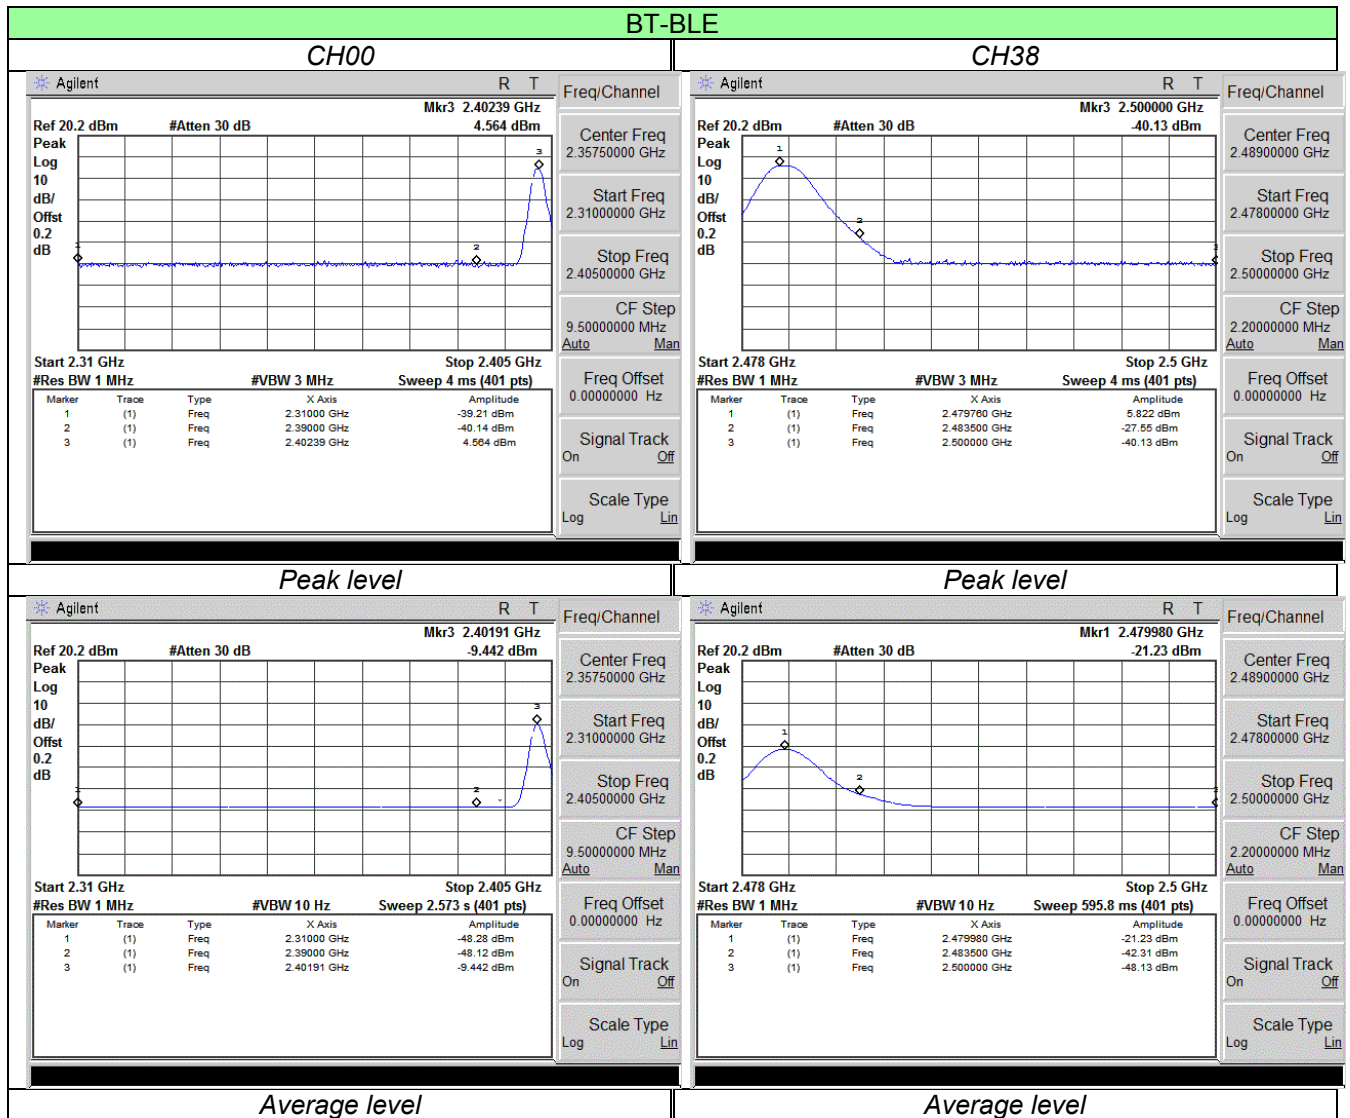 BT-BLE
CH00
CH38
Agilent R T
Freq/Channel
Mkr3 2.40239 GHz
Ref 20.2 dBm #Atten 30 dB 4.564 dBm
Peak
Log
10
dB/
Offst
0.2
dB
1
2
3
Start 2.31 GHz Stop 2.405 GHz
#Res BW 1 MHz #VBW 3 MHz Sweep 4 ms (401 pts)
Marker Trace Type X Axis Amplitude
1 (1) Freq 2.31000 GHz -39.21 dBm
2 (1) Freq 2.39000 GHz -40.14 dBm
3 (1) Freq 2.40239 GHz 4.564 dBm
Center Freq
2.35750000 GHz
Start Freq
2.31000000 GHz
Stop Freq
2.40500000 GHz
CF Step
9.50000000 MHz
Auto Man
Freq Offset
0.00000000 Hz
Signal Track
On Off
Scale Type
Log Lin
Agilent R T
Freq/Channel
Mkr3 2.500000 GHz
Ref 20.2 dBm #Atten 30 dB -40.13 dBm
Peak
Log
10
dB/
Offst
0.2
dB
1
2
3
Start 2.478 GHz Stop 2.5 GHz
#Res BW 1 MHz #VBW 3 MHz Sweep 4 ms (401 pts)
Marker Trace Type X Axis Amplitude
1 (1) Freq 2.479760 GHz 5.822 dBm
2 (1) Freq 2.483500 GHz -27.55 dBm
3 (1) Freq 2.500000 GHz -40.13 dBm
Center Freq
2.48900000 GHz
Start Freq
2.47800000 GHz
Stop Freq
2.50000000 GHz
CF Step
2.20000000 MHz
Auto Man
Freq Offset
0.00000000 Hz
Signal Track
On Off
Scale Type
Log Lin
Peak level
Peak level
Agilent R T
Freq/Channel
Mkr3 2.40191 GHz
Ref 20.2 dBm #Atten 30 dB -9.442 dBm
Peak
Log
10
dB/
Offst
0.2
dB
1
2
3
Start 2.31 GHz Stop 2.405 GHz
#Res BW 1 MHz #VBW 10 Hz Sweep 2.573 s (401 pts)
Marker Trace Type X Axis Amplitude
1 (1) Freq 2.31000 GHz -48.28 dBm
2 (1) Freq 2.39000 GHz -48.12 dBm
3 (1) Freq 2.40191 GHz -9.442 dBm
Center Freq
2.35750000 GHz
Start Freq
2.31000000 GHz
Stop Freq
2.40500000 GHz
CF Step
9.50000000 MHz
Auto Man
Freq Offset
0.00000000 Hz
Signal Track
On Off
Scale Type
Log Lin
Agilent R T
Freq/Channel
Mkr1 2.479980 GHz
Ref 20.2 dBm #Atten 30 dB -21.23 dBm
Peak
Log
10
dB/
Offst
0.2
dB
1
2
3
Start 2.478 GHz Stop 2.5 GHz
#Res BW 1 MHz #VBW 10 Hz Sweep 595.8 ms (401 pts)
Marker Trace Type X Axis Amplitude
1 (1) Freq 2.479980 GHz -21.23 dBm
2 (1) Freq 2.483500 GHz -42.31 dBm
3 (1) Freq 2.500000 GHz -48.13 dBm
Center Freq
2.48900000 GHz
Start Freq
2.47800000 GHz
Stop Freq
2.50000000 GHz
CF Step
2.20000000 MHz
Auto Man
Freq Offset
0.00000000 Hz
Signal Track
On Off
Scale Type
Log Lin
Average level
Average level